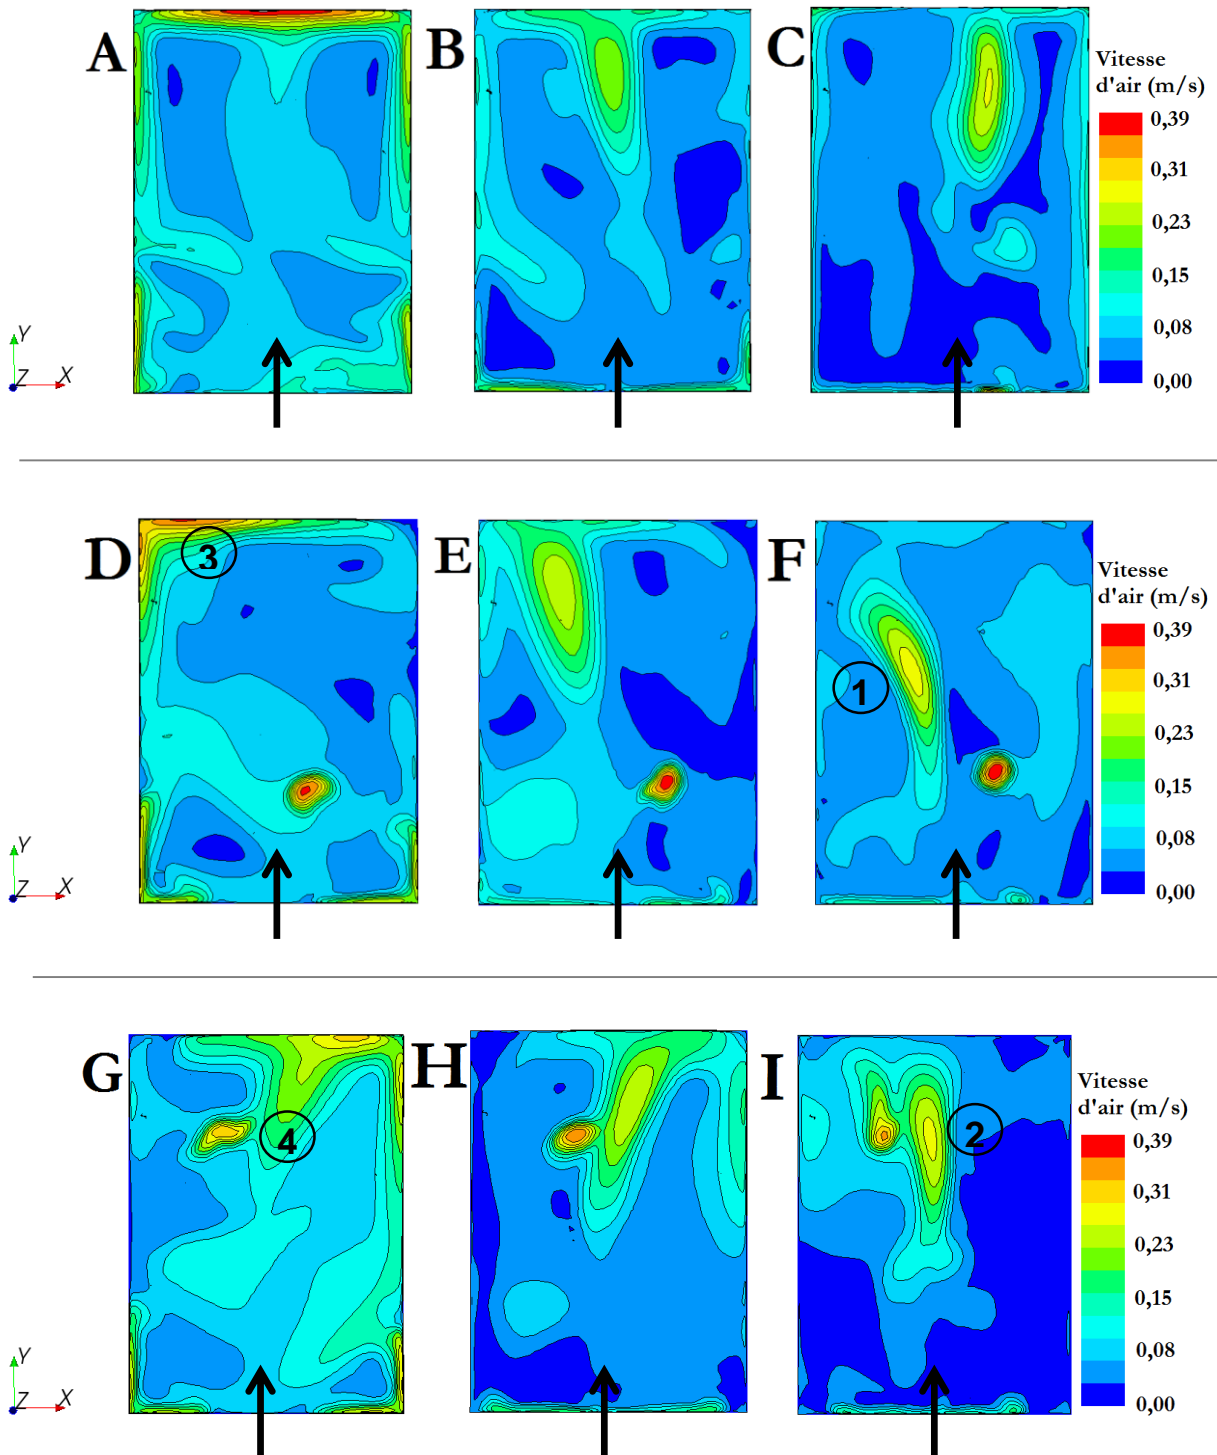 A
B
C
Vitesse
d'air (m/s)
0,39
0,31
0,23
0,15
0,08
0,00
Y
Z
X
D
E
F
3
1
Vitesse
d'air (m/s)
0,39
0,31
0,23
0,15
0,08
0,00
Y
Z
X
G
H
I
4
2
Vitesse
d'air (m/s)
0,39
0,31
0,23
0,15
0,08
0,00
Y
Z
X